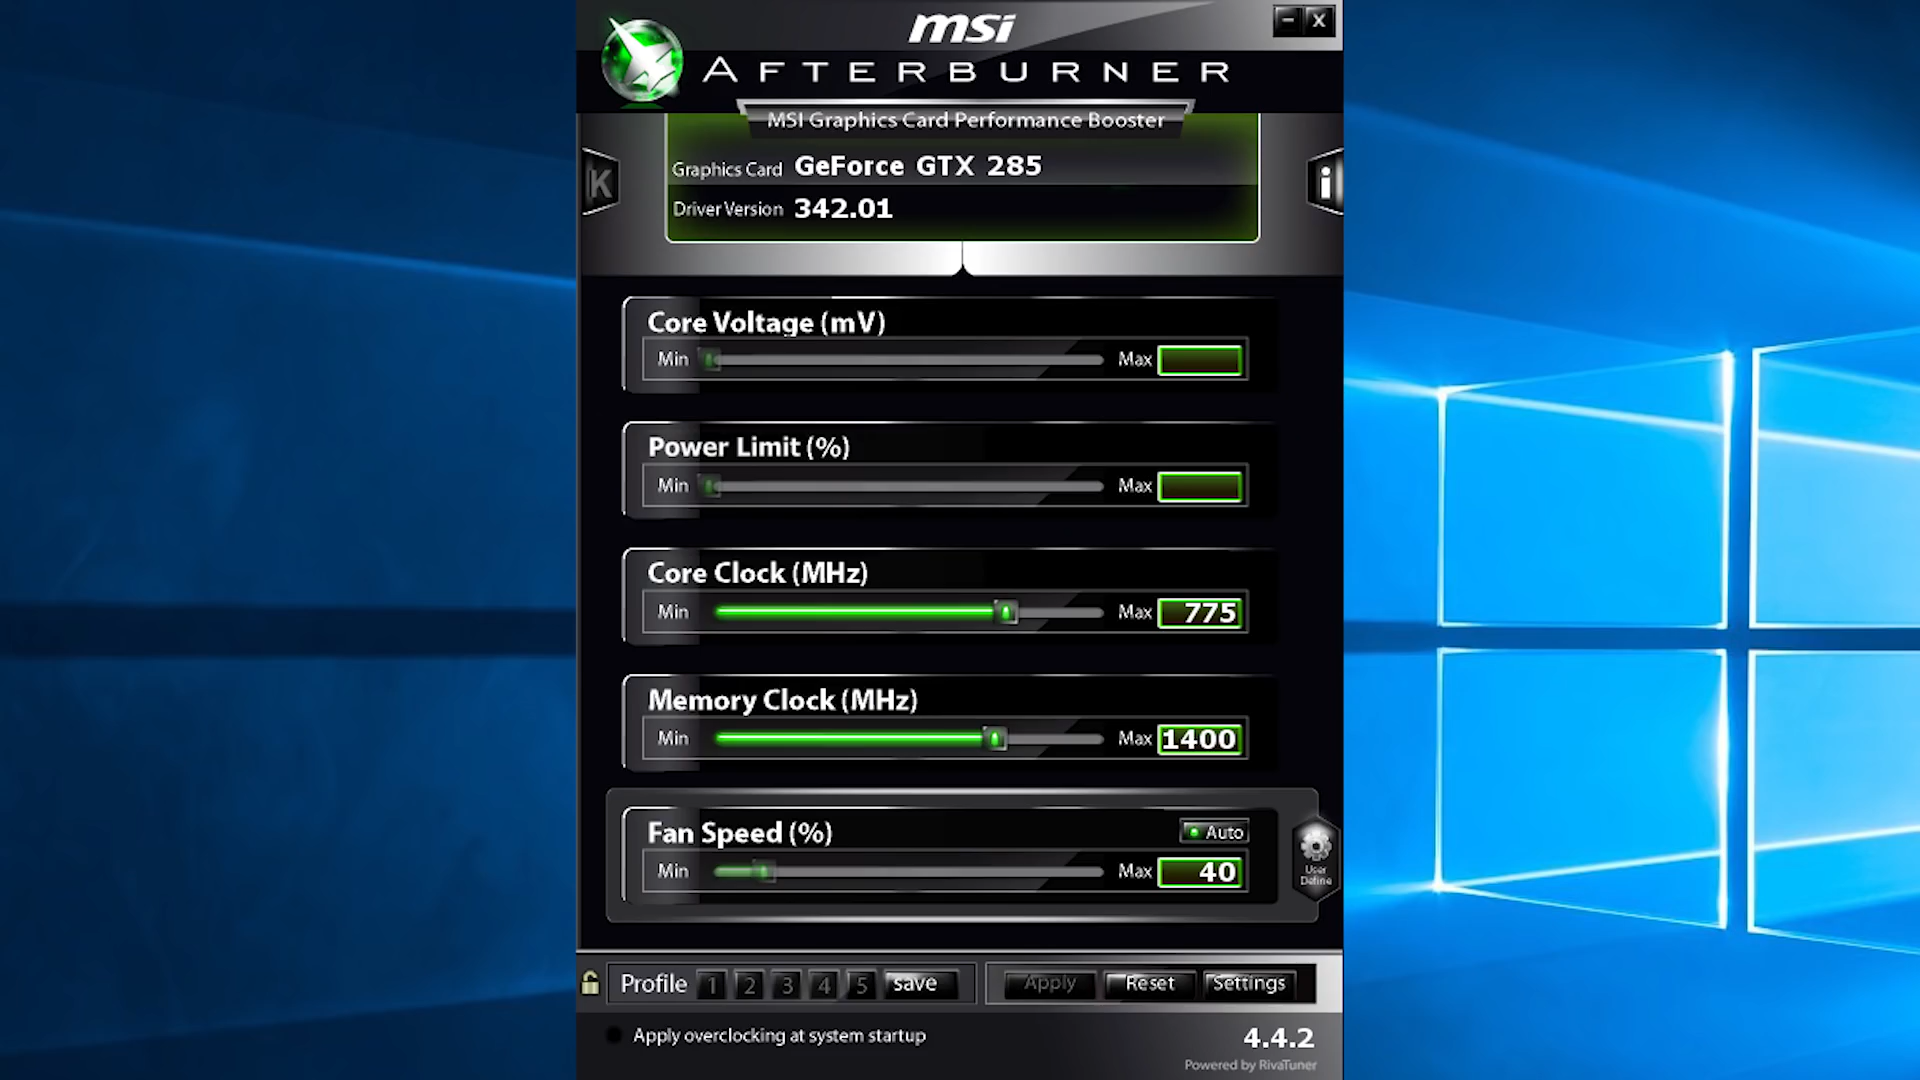 msi
AFTERBURNER
MSI Graphics Card Performance Booster
K
i
Graphics Card GeForce GTX 285
Driver Version 342.01
Core Voltage (mV)
Min Max
Power Limit (%)
Min Max
Core Clock (MHz)
Min Max 775
Memory Clock (MHz)
Min Max 1400
Fan Speed (%) Auto
Min Max 40
User
Define
Profile 1 2 3 4 5 save Apply Reset Settings
Apply overclocking at system startup 4.4.2
Powered by RivaTuner